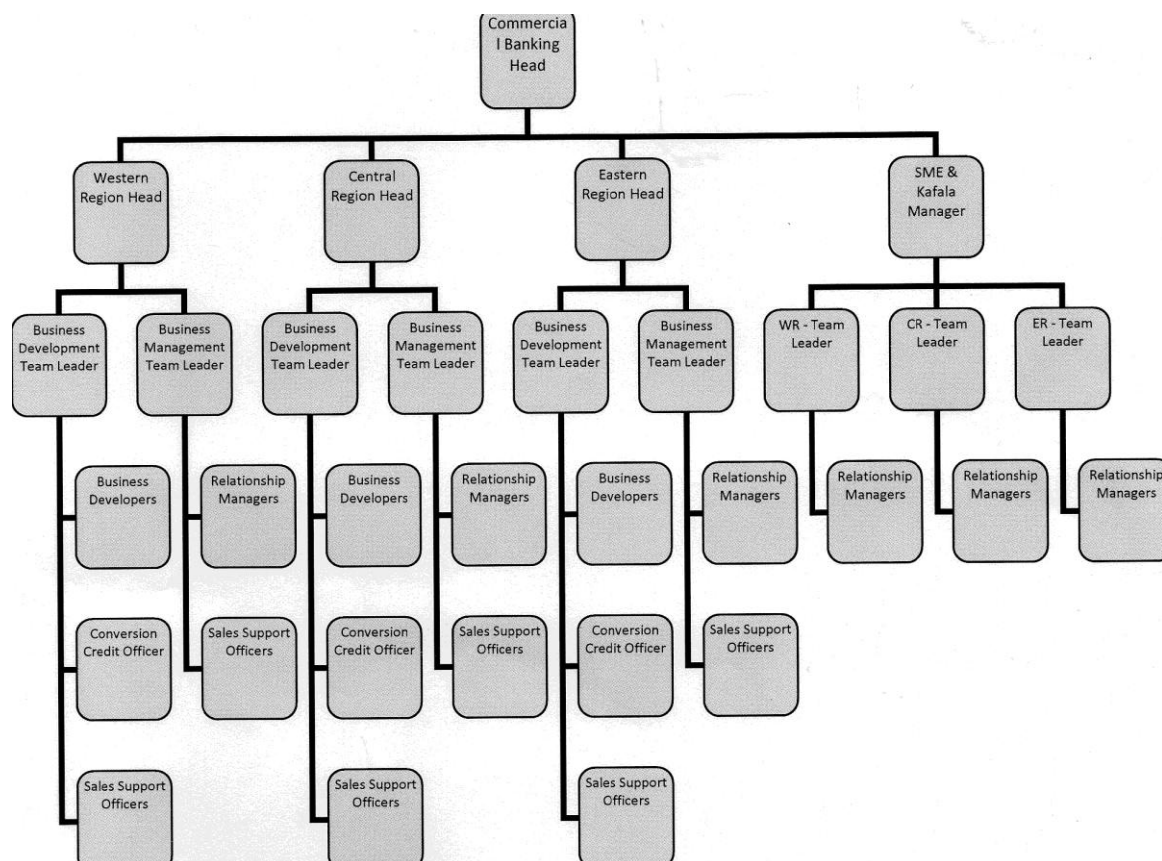 Commercia
l Banking
Head
Western
Region Head
Central
Region Head
Eastern
Region Head
SME &
Kafala
Manager
Business
Development
Team Leader
Business
Management
Team Leader
Business
Development
Team Leader
Business
Management
Team Leader
Business
Development
Team Leader
Business
Management
Team Leader
WR - Team
Leader
CR - Team
Leader
ER - Team
Leader
Business
Developers
Relationship
Managers
Business
Developers
Relationship
Managers
Business
Developers
Relationship
Managers
Relationship
Managers
Relationship
Managers
Relationship
Managers
Conversion
Credit Officer
Sales Support
Officers
Conversion
Credit Officer
Sales Support
Officers
Conversion
Credit Officer
Sales Support
Officers
Sales Support
Officers
Sales Support
Officers
Sales Support
Officers